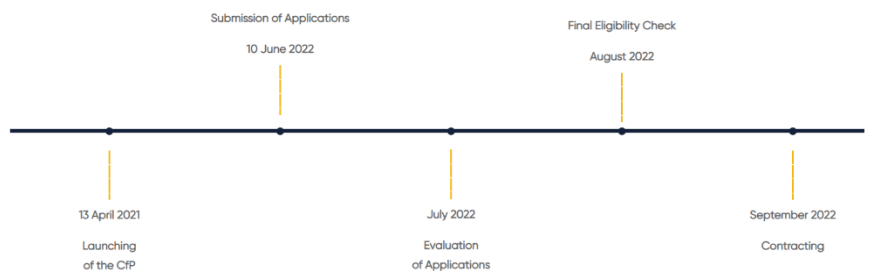 Submission of Applications
10 June 2022
Final Eligibility Check
August 2022
13 April 2021
Launching
of the CfP
July 2022
Evaluation
of Applications
September 2022
Contracting